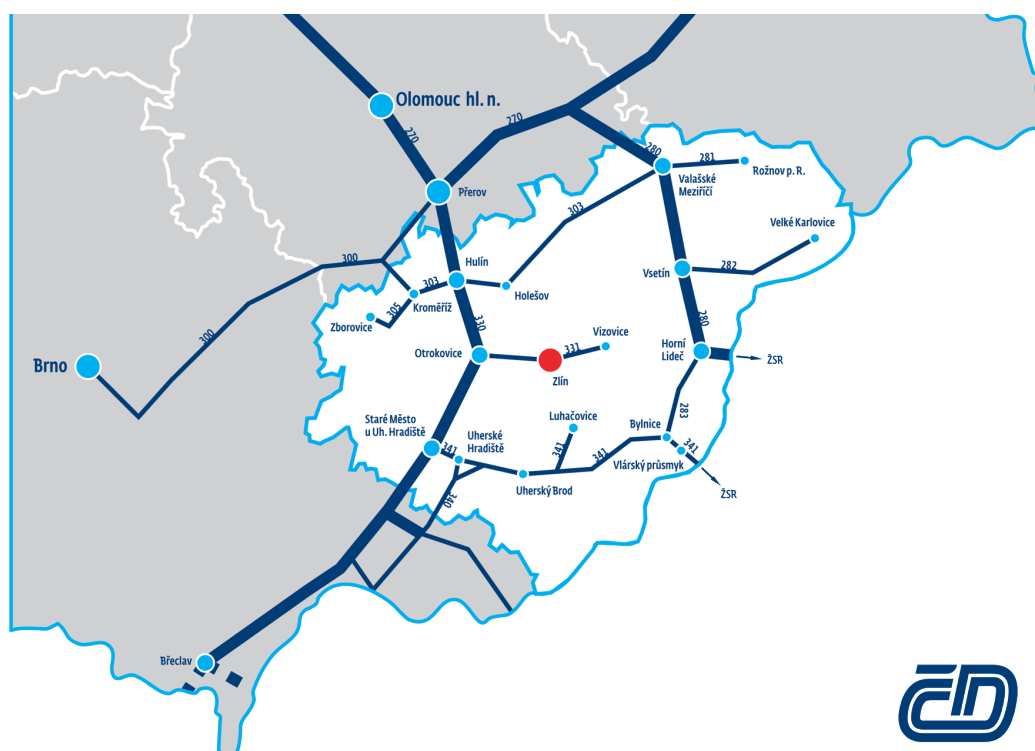 Olomouc hl. n.
270
270
Přerov
280
281
Valašské
Meziříčí
Rožnov p. R.
303
Velké Karlovice
300
Hulín
Vsetín
282
303
Holešov
Kroměříž
305
Zborovice
300
330
280
Vizovice
331
Otrokovice
Horní
Lideč
ŽSR
Brno
Zlín
283
Luhačovice
Staré Město
u Uh. Hradiště
Uherské
Hradiště
Bylnice
341
341
341
341
Vlárský průsmyk
Uherský Brod
ŽSR
340
Břeclav
ČD